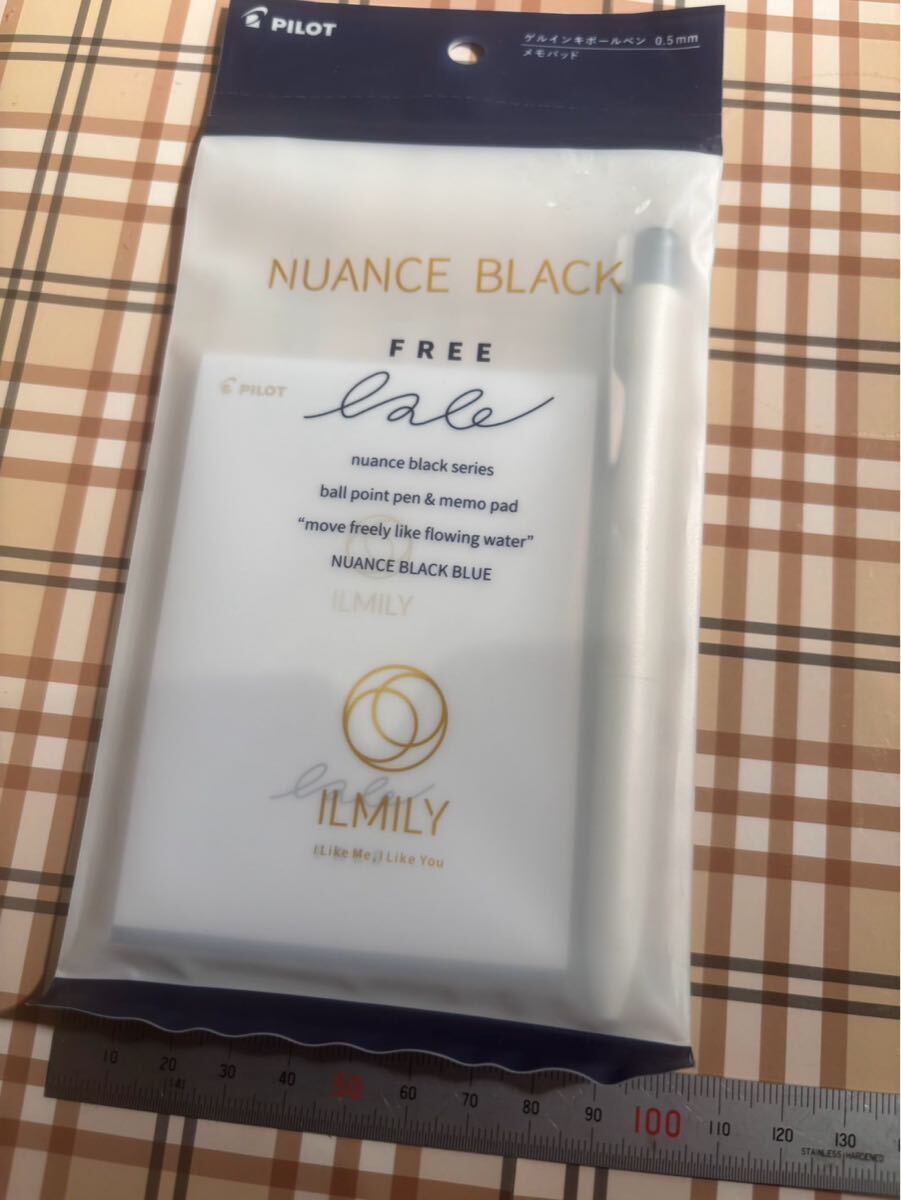 PILOT
ゲルインキボールペン 0.5mm
メモパッド
NUANCE BLACK
FREE
PILOT
nuance black series
ball point pen & memo pad
“move freely like flowing water”
NUANCE BLACK BLUE
ILMILY
ILMILY
I Like Me, I Like You
10 20 30 40 50 60 70 80 90 100 110 120 130
STAINLESS HARDENED